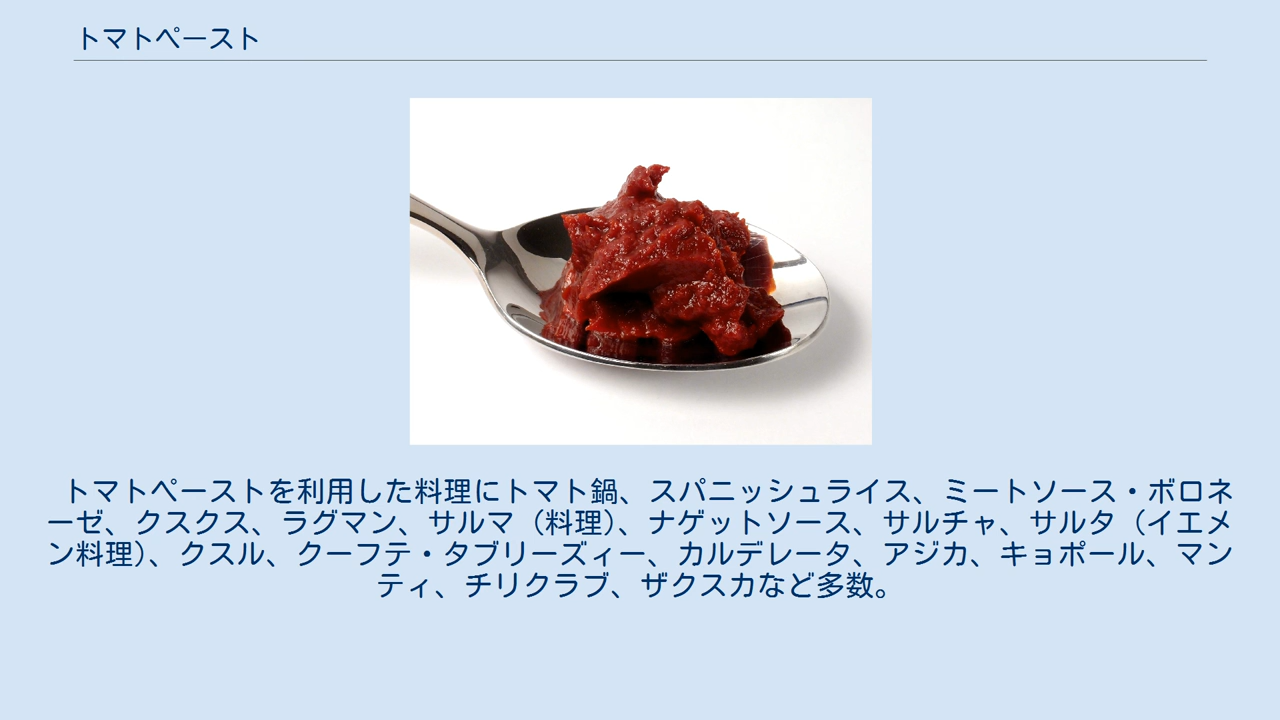 トマトペースト
トマトペーストを利用した料理にトマト鍋、スパニッシュライス、ミートソース・ボロネ
ーゼ、クスクス、ラグマン、サルマ（料理）、ナゲットソース、サルチャ、サルタ（イエメ
ン料理）、クスル、クーフテ・タブリーズィー、カルデレータ、アジカ、キョポール、マン
ティ、チリクラブ、ザクスカなど多数。